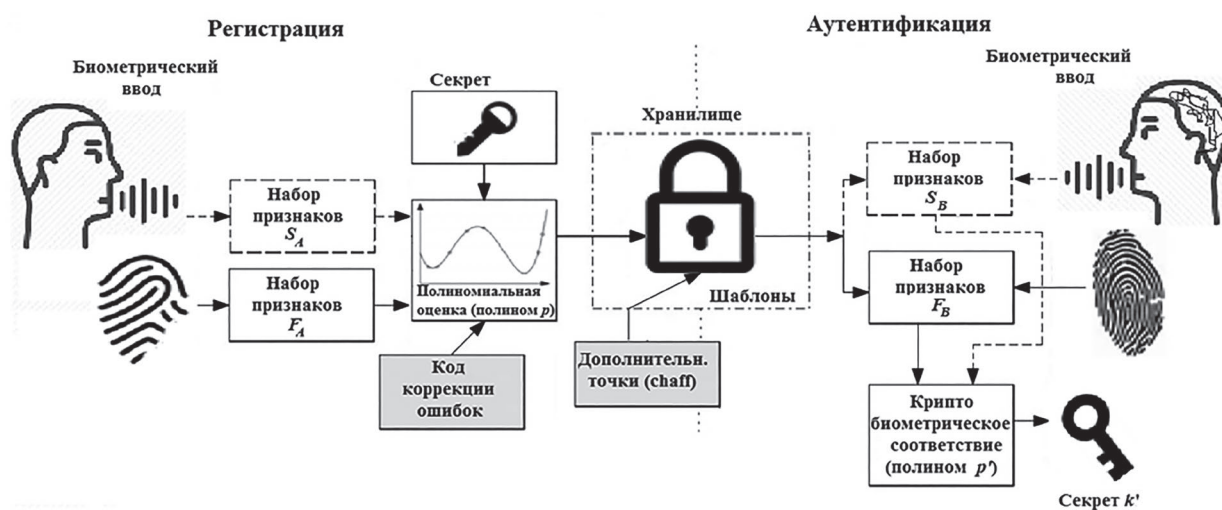 Регистрация
Аутентификация
Биометрический
ввод
Секрет
Набор
признаков
S_A
Набор
признаков
F_A
Полиномиальная
оценка (полином p)
Код
коррекции
ошибок
Хранилище
Шаблоны
Дополнительн.
точки (chaff)
Биометрический
ввод
Набор
признаков
S_B
Набор
признаков
F_B
Крипто
биометрическое
соответствие
(полином p')
Секрет k'